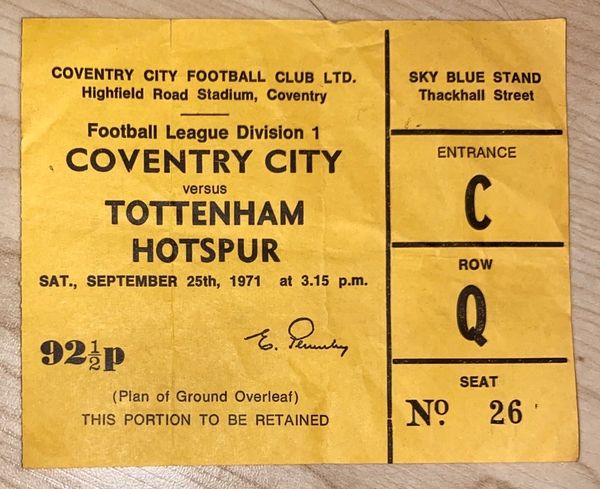 COVENTRY CITY FOOTBALL CLUB LTD.
Highfield Road Stadium, Coventry
Football League Division 1
COVENTRY CITY
versus
TOTTENHAM
HOTSPUR
SAT., SEPTEMBER 25th, 1971 at 3.15 p.m.
92½p
(Plan of Ground Overleaf)
THIS PORTION TO BE RETAINED
SKY BLUE STAND
Thackhall Street
ENTRANCE
C
ROW
Q
SEAT
No. 26